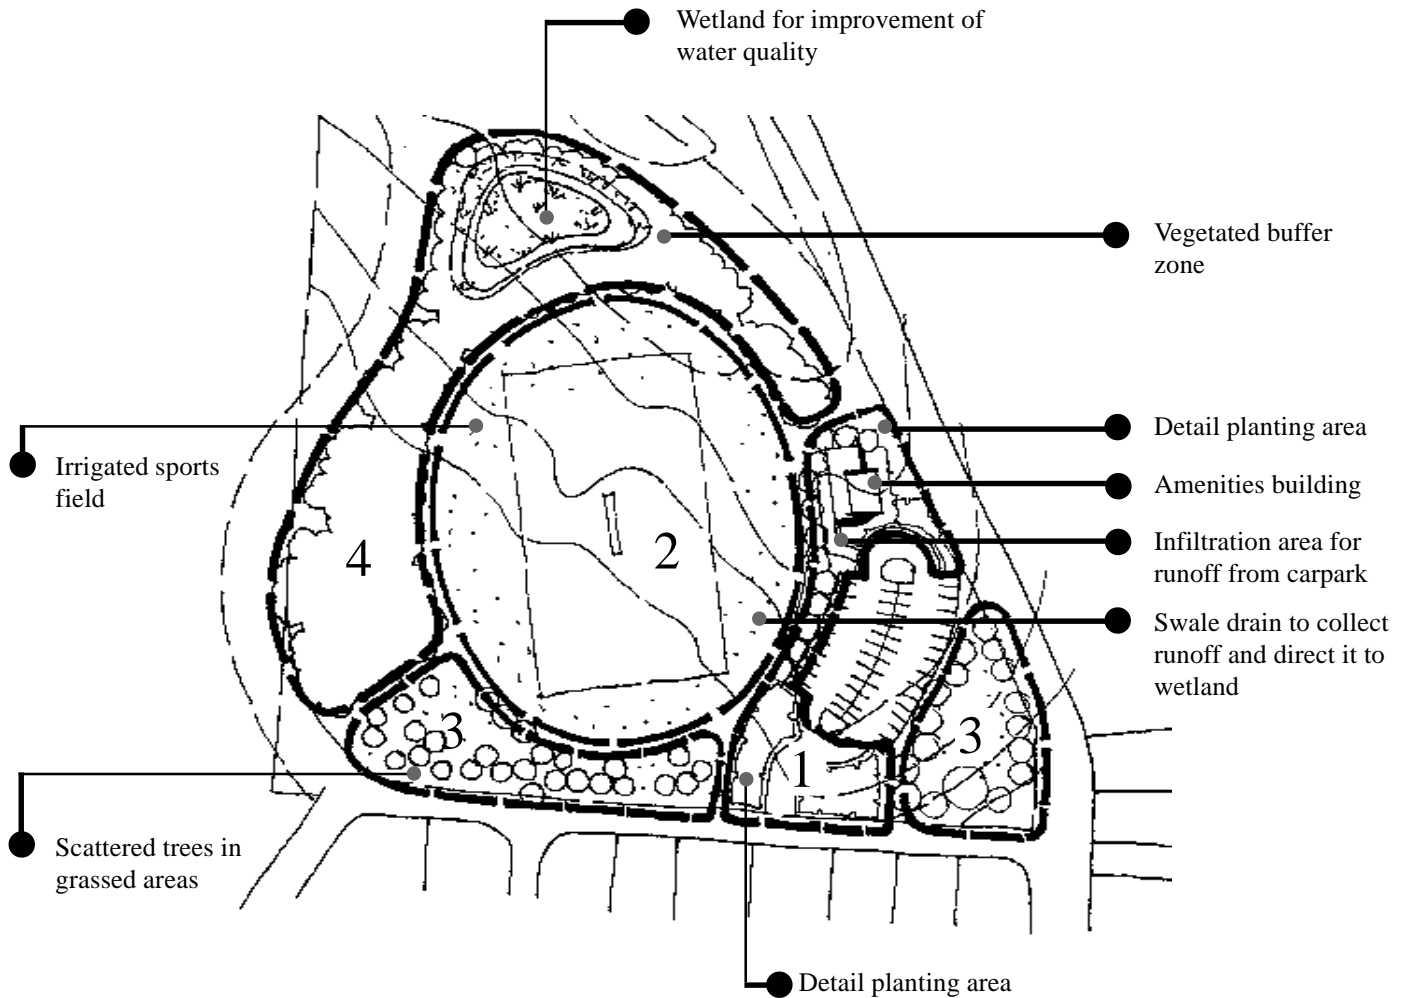 Wetland for improvement of
water quality
Vegetated buffer
zone
Detail planting area
Irrigated sports
field
Amenities building
Infiltration area for
runoff from carpark
2
4
Swale drain to collect
runoff and direct it to
wetland
3
3
1
Scattered trees in
grassed areas
Detail planting area